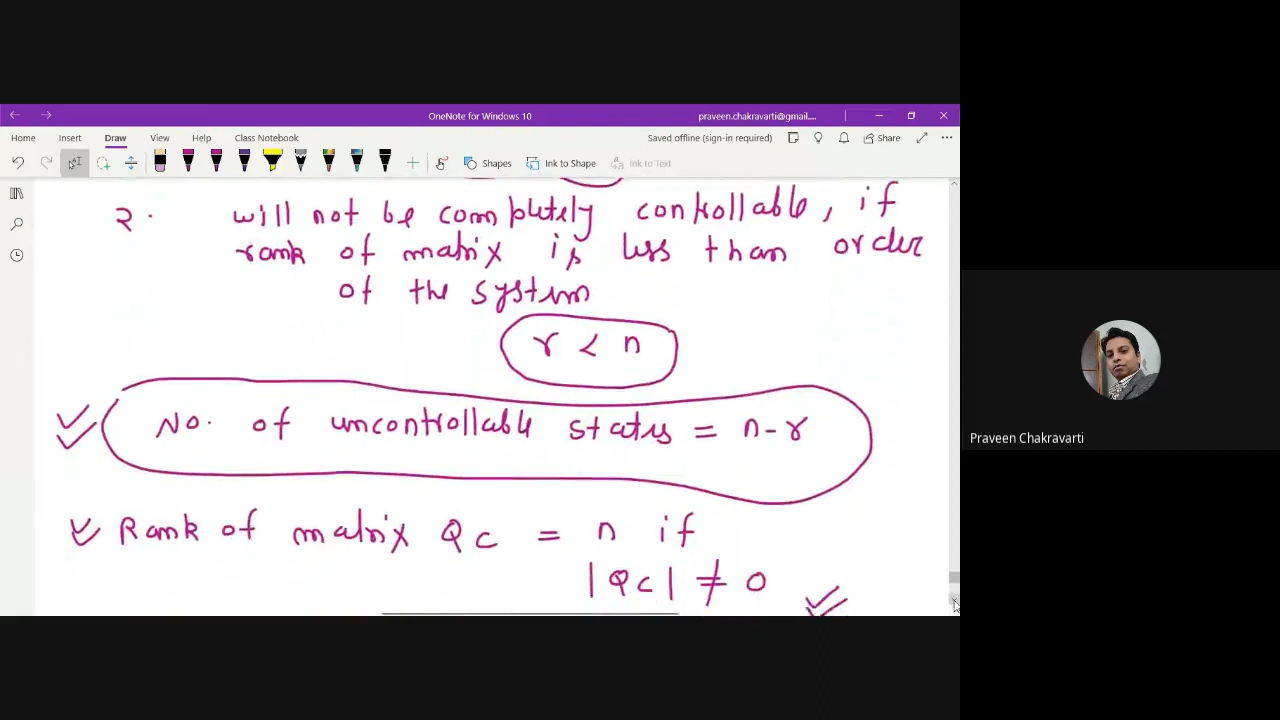 OneNote for Windows 10
praveen.chakravarti@gmail....
Home Insert Draw View Help Class Notebook
Saved offline (sign-in required)
Share
Shapes
Ink to Shape
Ink to Text
2. will not be completely controllable, if
rank of matrix is less than order
of the system
r < n
No. of uncontrollable states = n-r
Rank of matrix Qc = n if
|Qc| ≠ 0
Praveen Chakravarti